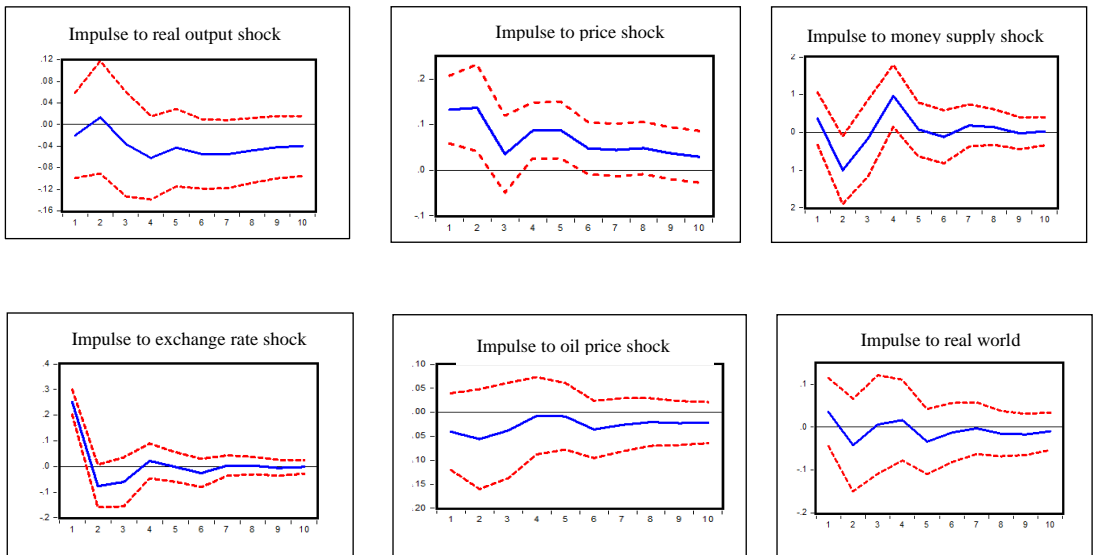 Impulse to real output shock
.12
.08
.04
.00
-.04
-.08
-.12
-.16
1 2 3 4 5 6 7 8 9 10
Impulse to price shock
.2
.1
.0
-.1
1 2 3 4 5 6 7 8 9 10
Impulse to money supply shock
2
1
0
1
2
1 2 3 4 5 6 7 8 9 10
Impulse to exchange rate shock
.4
.3
.2
.1
.0
-.1
-.2
1 2 3 4 5 6 7 8 9 10
Impulse to oil price shock
.10
.05
.00
.05
.10
.15
.20
1 2 3 4 5 6 7 8 9 10
Impulse to real world
.1
.0
-.1
-.2
1 2 3 4 5 6 7 8 9 10